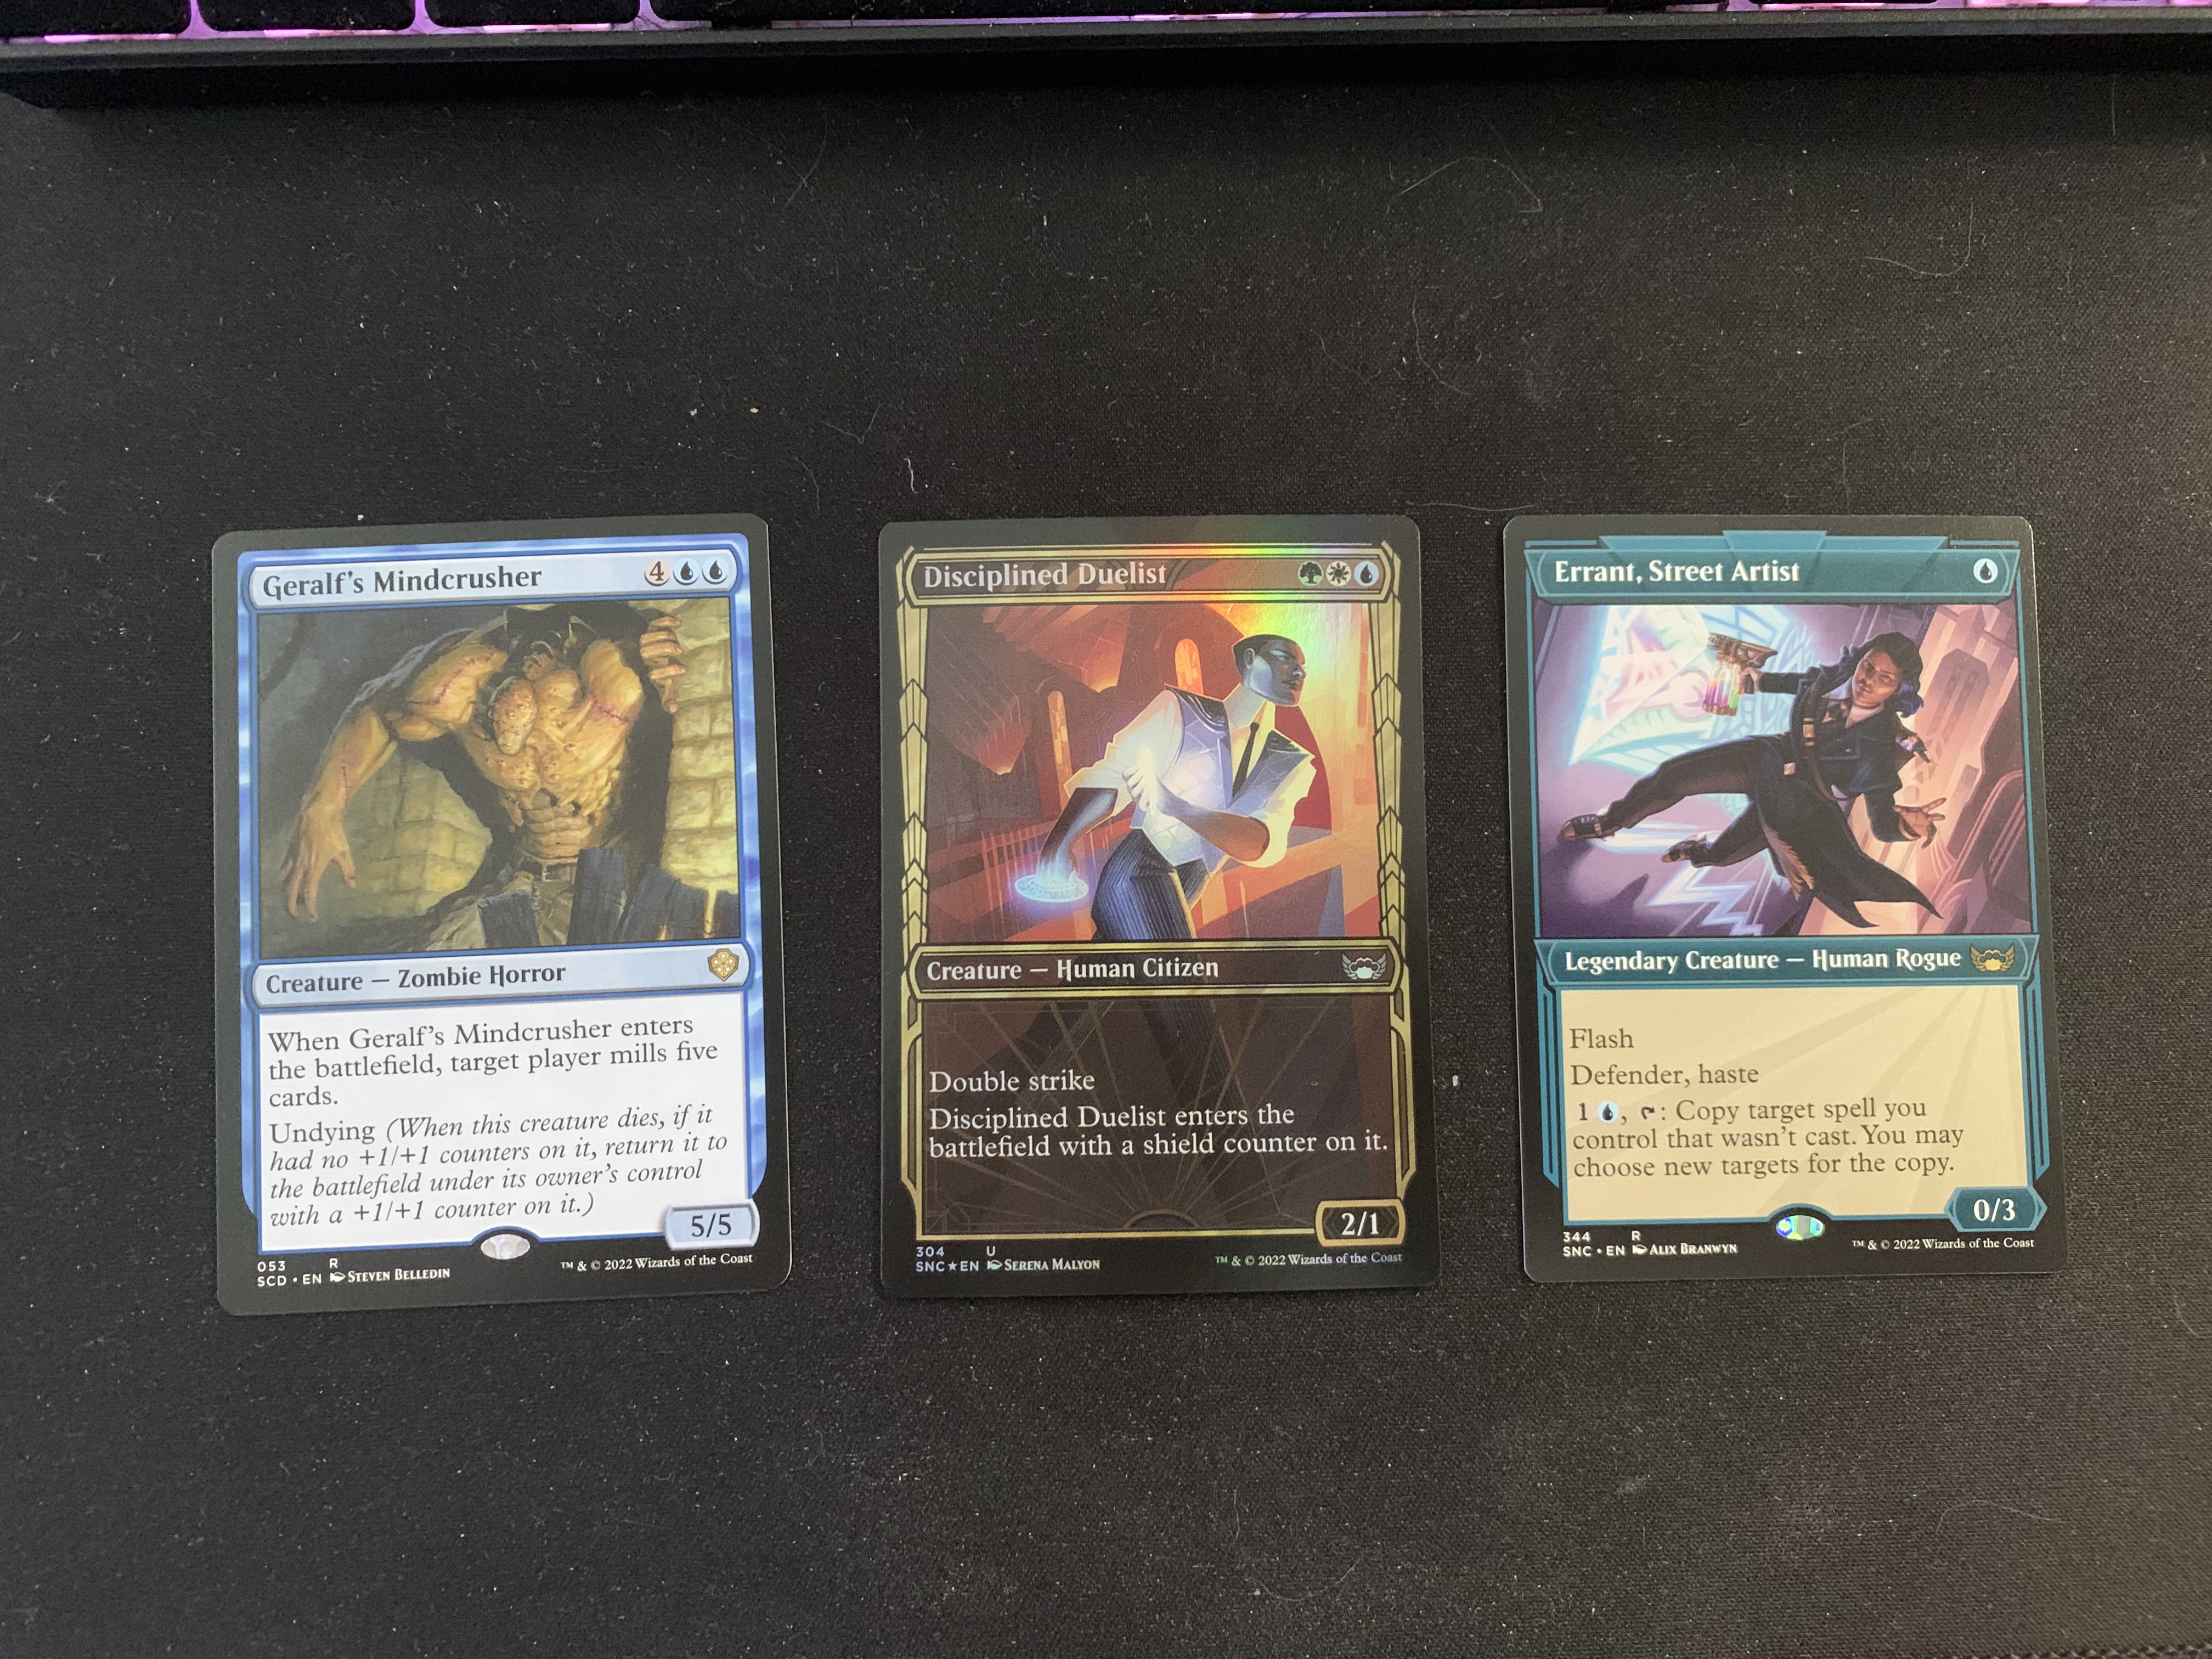 Geralf's Mindcrusher
4
Creature — Zombie Horror
When Geralf's Mindcrusher enters
the battlefield, target player mills five
cards.
Undying (When this creature dies, if it
had no +1/+1 counters on it, return it to
the battlefield under its owner's control
with a +1/+1 counter on it.)
5/5
053 R
SCD • EN STEVEN BELLEDIN
™ & © 2022 Wizards of the Coast
Disciplined Duelist
Creature — Human Citizen
Double strike
Disciplined Duelist enters the
battlefield with a shield counter on it.
2/1
304 U
SNC★EN SERENA MALYON
™ & © 2022 Wizards of the Coast
Errant, Street Artist
Legendary Creature — Human Rogue
Flash
Defender, haste
1 , : Copy target spell you
control that wasn't cast. You may
choose new targets for the copy.
0/3
344 R
SNC • EN ALIX BRANWYN
™ & © 2022 Wizards of the Coast